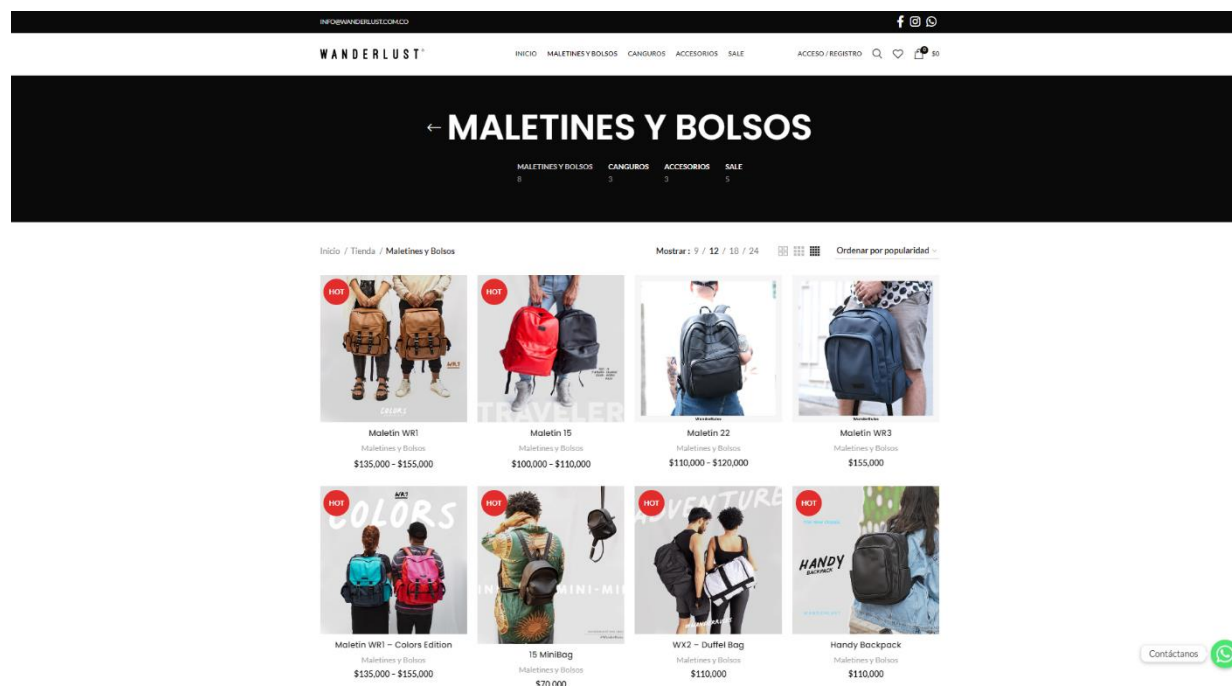 INFO@WANDERLUST.COM.CO
WANDERLUST
INICIO MALETINES Y BOLSOS CANGUROS ACCESORIOS SALE
ACCESO / REGISTRO 0 $0
← MALETINES Y BOLSOS
MALETINES Y BOLSOS CANGUROS ACCESORIOS SALE
8 3 3 5
Inicio / Tienda / Maletines y Bolsos
Mostrar : 9 / 12 / 18 / 24
Ordenar por popularidad
HOT
COLORS
Maletin WR1
Maletines y Bolsos
$135,000 – $155,000
HOT
TRAVELER
Maletin 15
Maletines y Bolsos
$100,000 – $110,000
Maletin 22
Maletines y Bolsos
$110,000 – $120,000
Maletin WR3
Maletines y Bolsos
$155,000
HOT
WR1
COLORS
Maletin WR1 – Colors Edition
Maletines y Bolsos
$135,000 – $155,000
HOT
MINI-MI
15 MiniBag
Maletines y Bolsos
$70,000
HOT
ADVENTURE
WX2 – Duffel Bag
Maletines y Bolsos
$110,000
HOT
HANDY
BACKPACK
WANDERLUST
Handy Backpack
Maletines y Bolsos
$110,000
Contáctanos